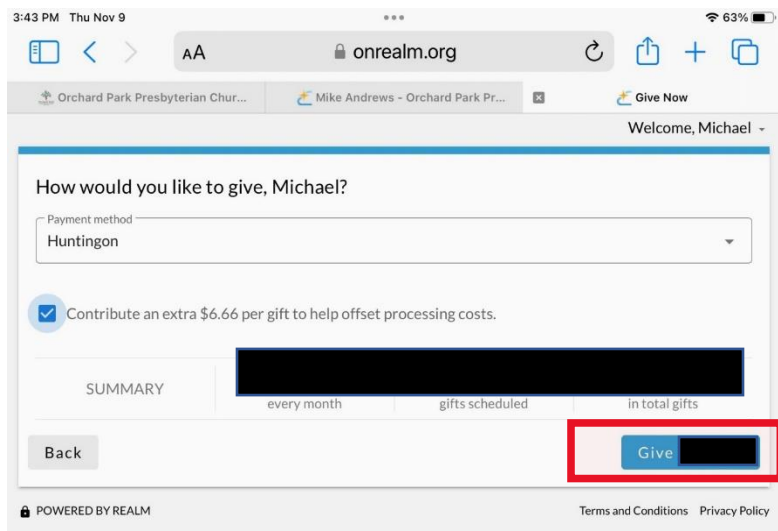 3:43 PM Thu Nov 9
63%
AA
onrealm.org
Orchard Park Presbyterian Chur...
Mike Andrews - Orchard Park Pr...
Give Now
Welcome, Michael
How would you like to give, Michael?
Payment method
Huntingon
Contribute an extra $6.66 per gift to help offset processing costs.
SUMMARY
every month
gifts scheduled
in total gifts
Back
Give
POWERED BY REALM
Terms and Conditions Privacy Policy